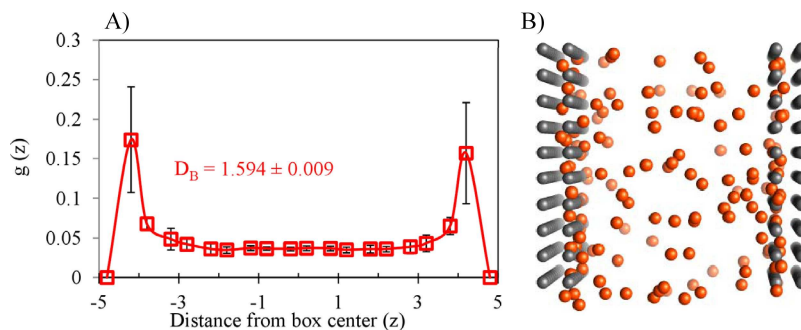 A)
B)
0.3
0.25
0.2
0.15
0.1
0.05
0
g (z)
D_B = 1.594 ± 0.009
-5 -3 -1 1 3 5
Distance from box center (z)